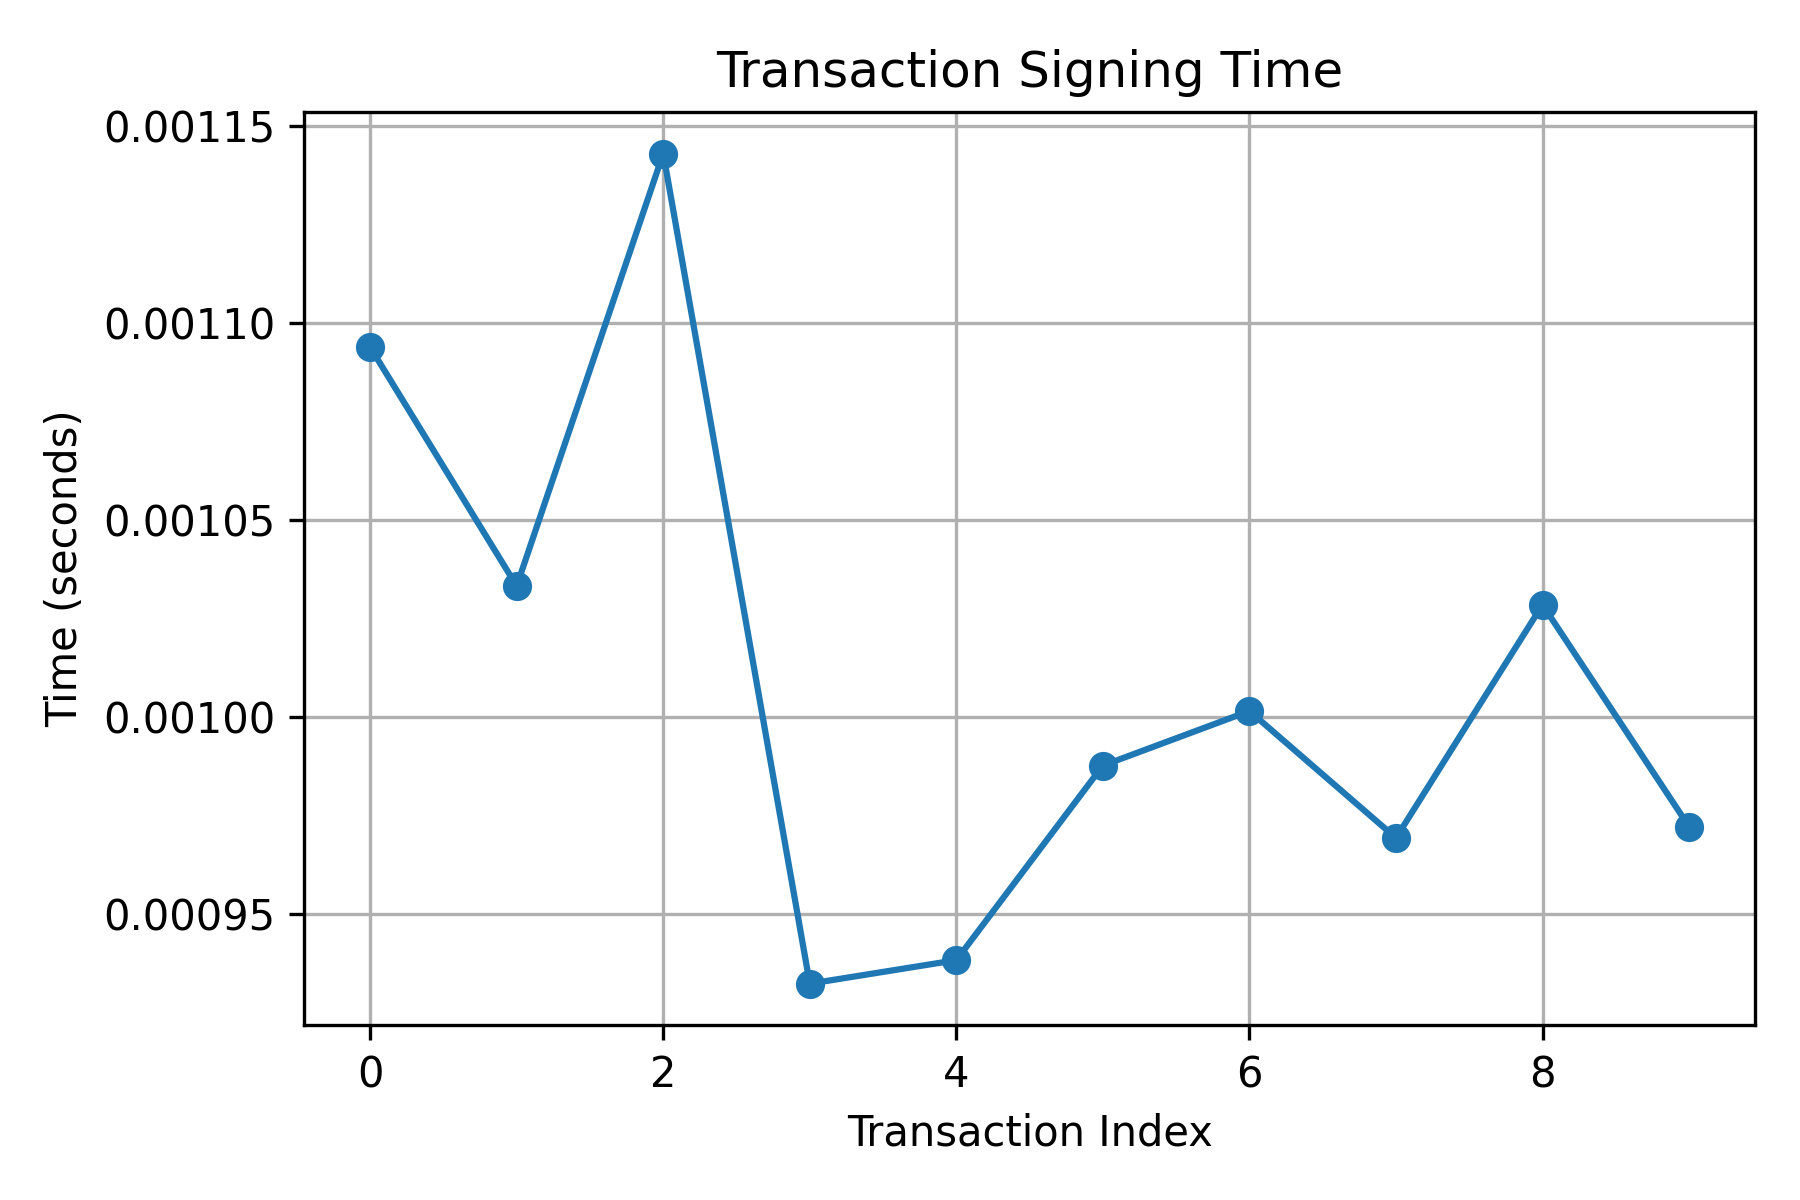 Transaction Signing Time
0.00115
0.00110
0.00105
0.00100
0.00095
Time (seconds)
0 2 4 6 8
Transaction Index